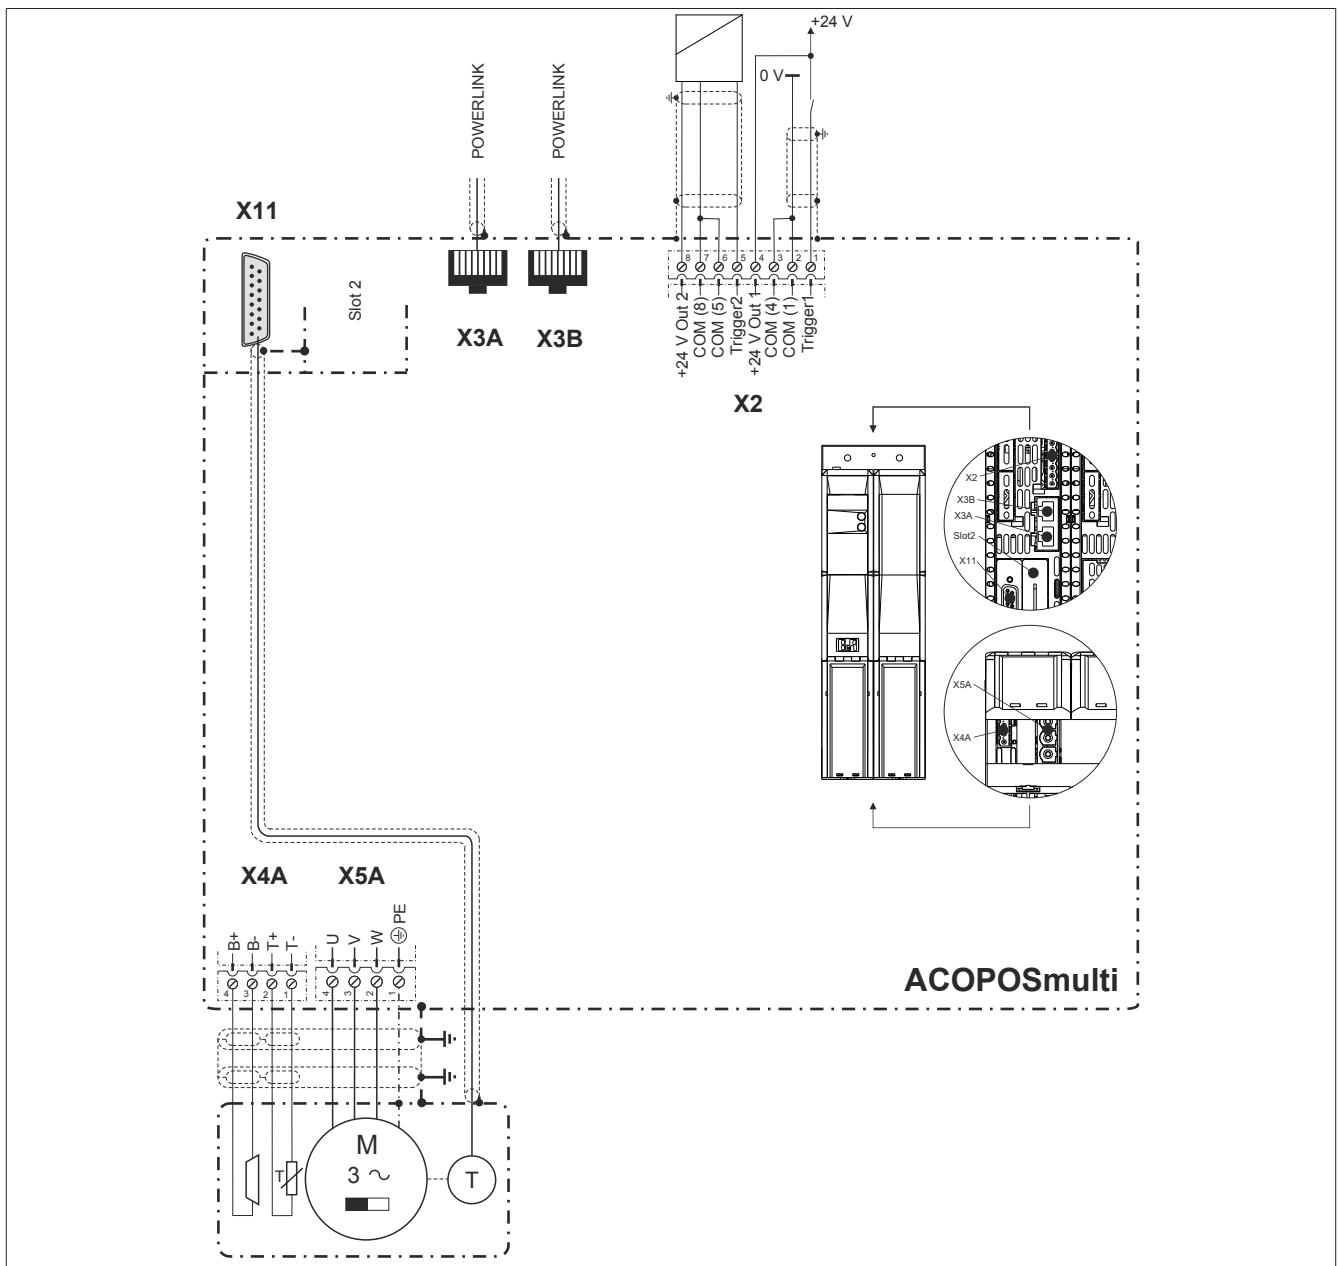 +24 V
0 V
POWERLINK
POWERLINK
X11
8
7
6
5
4
3
2
1
Slot 2
+24 V Out 2
COM (8)
COM (5)
Trigger2
+24 V Out 1
COM (4)
COM (1)
Trigger1
X3A
X3B
X2
X2
X3B
X3A
Slot2
X11
X5A
X4A
X4A
X5A
B+
B-
T+
T-
U
V
W
PE
4
3
2
1
4
3
2
1
ACOPOSmulti
M
3 ~
T
T